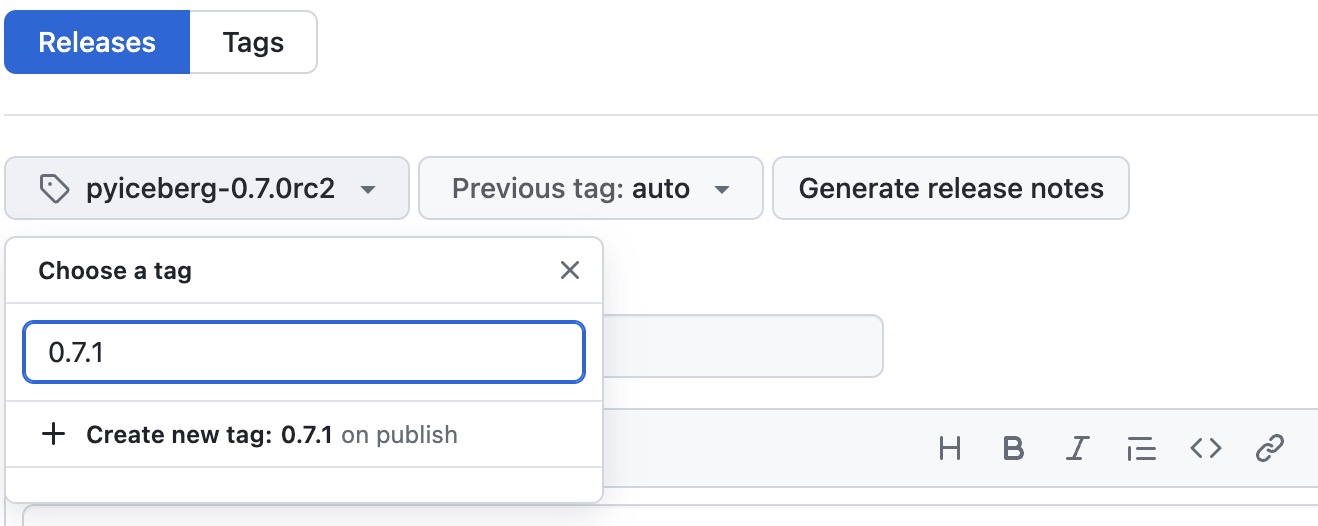 Releases Tags
pyiceberg-0.7.0rc2 Previous tag: auto Generate release notes
Choose a tag
0.7.1
Create new tag: 0.7.1 on publish
H B I